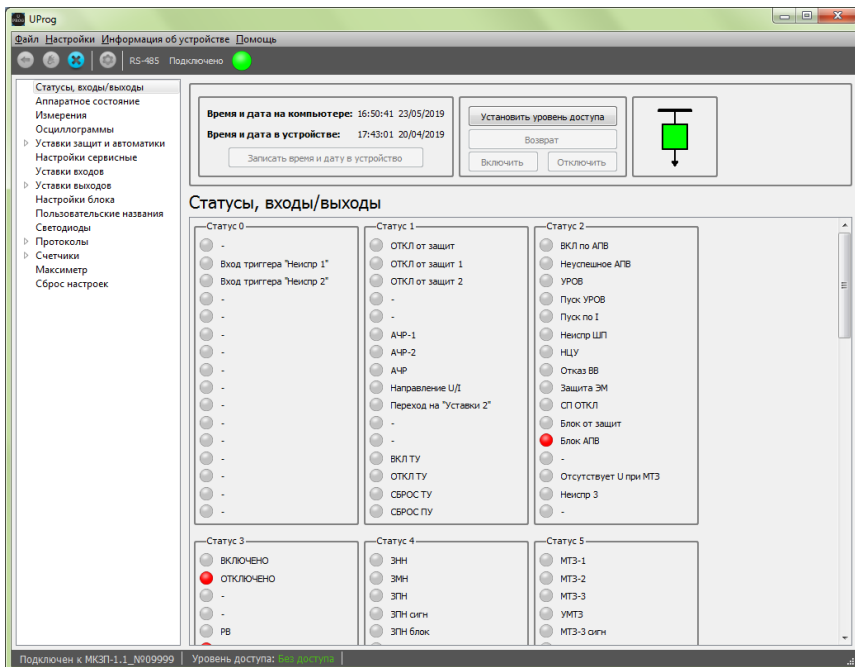 UProg
Файл Настройки Информация об устройстве Помощь
RS-485 Подключено
Статусы, входы/выходы
Аппаратное состояние
Измерения
Осциллограммы
Уставки защит и автоматики
Настройки сервисные
Уставки входов
Уставки выходов
Настройки блока
Пользовательские названия
Светодиоды
Протоколы
Счетчики
Максиметр
Сброс настроек
Время и дата на компьютере: 16:50:41 23/05/2019
Время и дата в устройстве: 17:43:01 20/04/2019
Записать время и дату в устройство
Установить уровень доступа
Возврат
Включить Отключить
Статусы, входы/выходы
Статус 0
-
Вход триггера "Неиспр 1"
Вход триггера "Неиспр 2"
-
-
-
-
-
-
-
-
-
-
-
-
-
Статус 1
ОТКЛ от защит
ОТКЛ от защит 1
ОТКЛ от защит 2
-
-
АЧР-1
АЧР-2
АЧР
Направление U/I
Переход на "Уставки 2"
-
-
ВКЛ ТУ
ОТКЛ ТУ
СБРОС ТУ
СБРОС ПУ
Статус 2
ВКЛ по АПВ
Неуспешное АПВ
УРОВ
Пуск УРОВ
Пуск по I
Неиспр ШП
НЦУ
Отказ ВВ
Защита ЭМ
СП ОТКЛ
Блок от защит
Блок АПВ
-
Отсутствует U при МТЗ
Неиспр 3
-
Статус 3
ВКЛЮЧЕНО
ОТКЛЮЧЕНО
-
-
РВ
Статус 4
ЗНН
ЗМН
ЗПН
ЗПН сигн
ЗПН блок
Статус 5
МТЗ-1
МТЗ-2
МТЗ-3
УМТЗ
МТЗ-3 сигн
Подключен к МКЗП-1.1_№09999 Уровень доступа: Без доступа